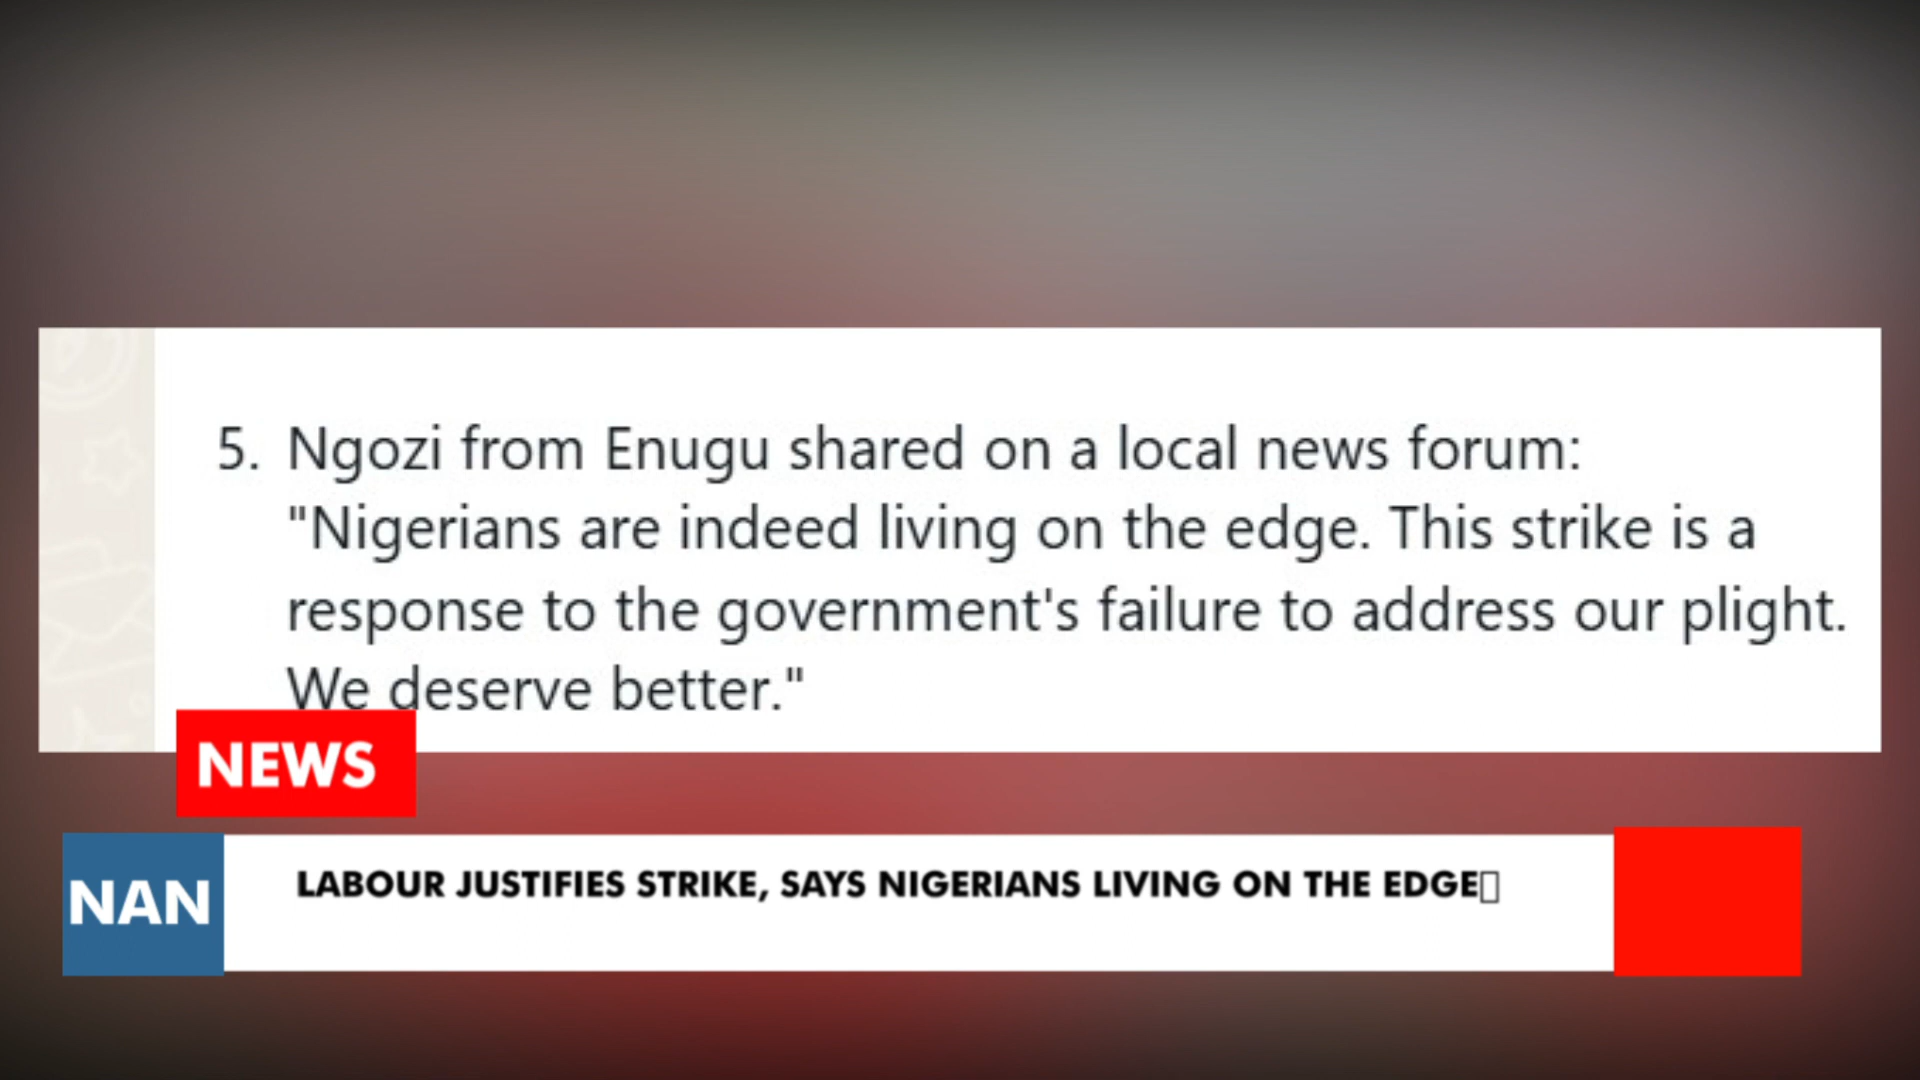 5. Ngozi from Enugu shared on a local news forum:
"Nigerians are indeed living on the edge. This strike is a
response to the government's failure to address our plight.
We deserve better."
NEWS
NAN
LABOUR JUSTIFIES STRIKE, SAYS NIGERIANS LIVING ON THE EDGE